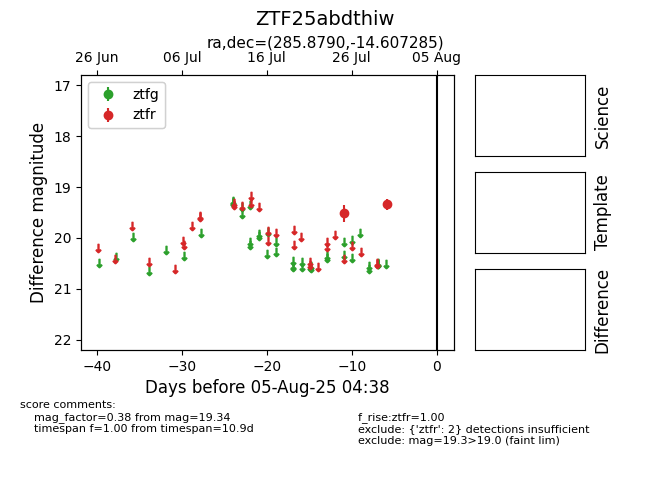 ZTF25abdthiw
ra,dec=(285.8790,-14.607285)
26 Jun 06 Jul 16 Jul 26 Jul 05 Aug
ztfg
ztfr
17
18
19
20
21
22
Difference magnitude
−40 −30 −20 −10 0
Days before 05-Aug-25 04:38
Science
Template
Difference
score comments:
mag_factor=0.38 from mag=19.34
timespan f=1.00 from timespan=10.9d
f_rise:ztfr=1.00
exclude: {'ztfr': 2} detections insufficient
exclude: mag=19.3>19.0 (faint lim)